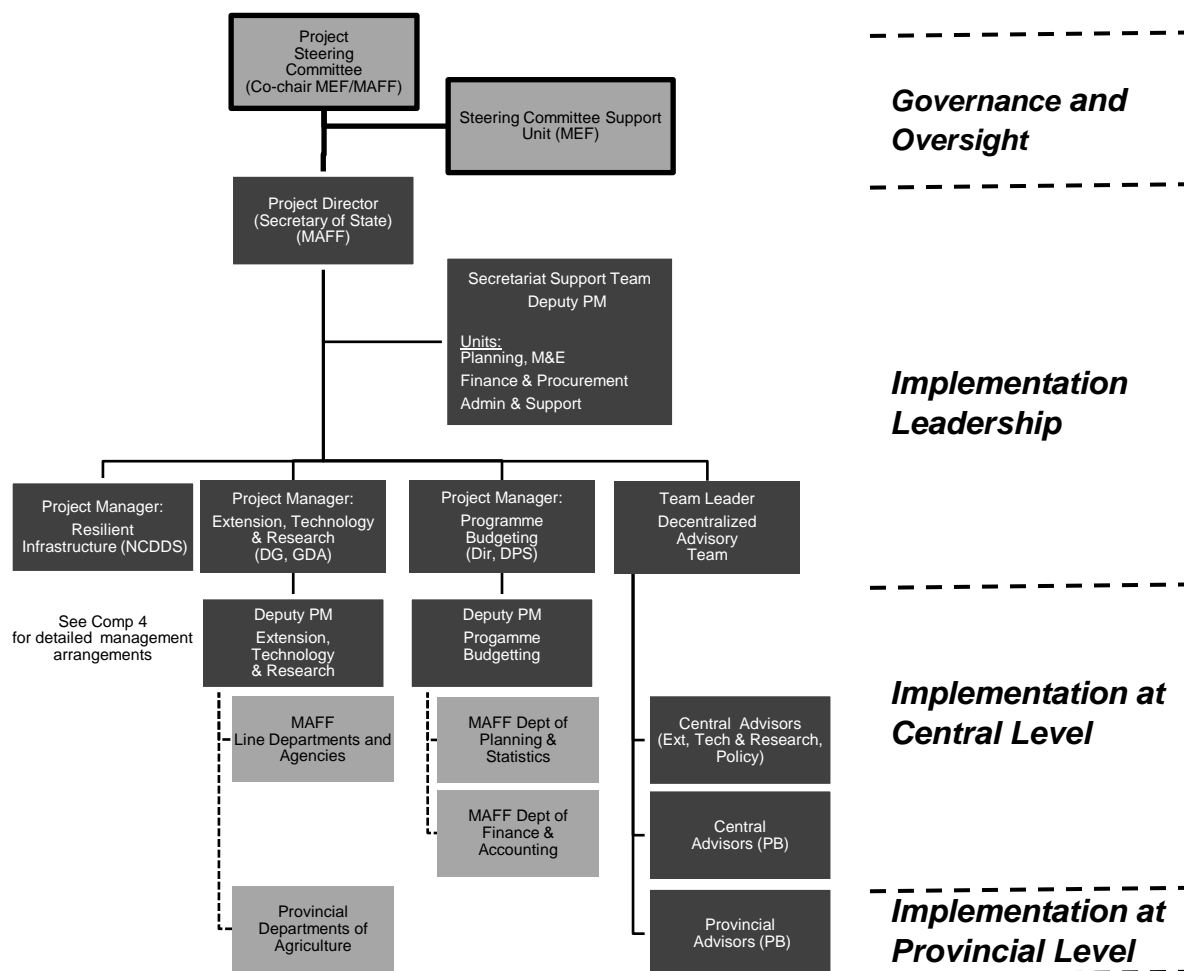 Project
Steering
Committee
(Co-chair MEF/MAFF)
Steering Committee Support
Unit (MEF)
Governance and
Oversight
Project Director
(Secretary of State)
(MAFF)
Secretariat Support Team
Deputy PM
Units:
Planning, M&E
Finance & Procurement
Admin & Support
Implementation
Leadership
Project Manager:
Resilient
Infrastructure (NCDDS)
Project Manager:
Extension, Technology
& Research
(DG, GDA)
Project Manager:
Programme
Budgeting
(Dir, DPS)
Team Leader
Decentralized
Advisory
Team
See Comp 4
for detailed management
arrangements
Deputy PM
Extension,
Technology
& Research
Deputy PM
Progamme
Budgetting
MAFF
Line Departments and
Agencies
MAFF Dept of
Planning &
Statistics
Central Advisors
(Ext, Tech & Research,
Policy)
Implementation at
Central Level
MAFF Dept of
Finance &
Accounting
Central
Advisors (PB)
Provincial
Departments of
Agriculture
Provincial
Advisors (PB)
Implementation at
Provincial Level